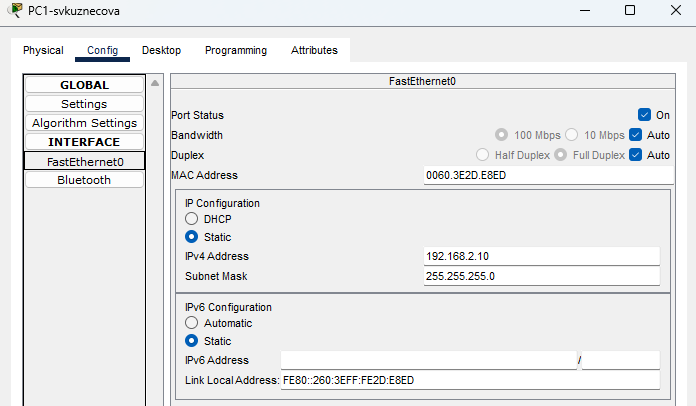 PC1-svkuznecova
Physical Config Desktop Programming Attributes
GLOBAL
Settings
Algorithm Settings
INTERFACE
FastEthernet0
Bluetooth
FastEthernet0
Port Status On
Bandwidth 100 Mbps 10 Mbps Auto
Duplex Half Duplex Full Duplex Auto
MAC Address 0060.3E2D.E8ED
IP Configuration
DHCP
Static
IPv4 Address 192.168.2.10
Subnet Mask 255.255.255.0
IPv6 Configuration
Automatic
Static
IPv6 Address /
Link Local Address: FE80::260:3EFF:FE2D:E8ED